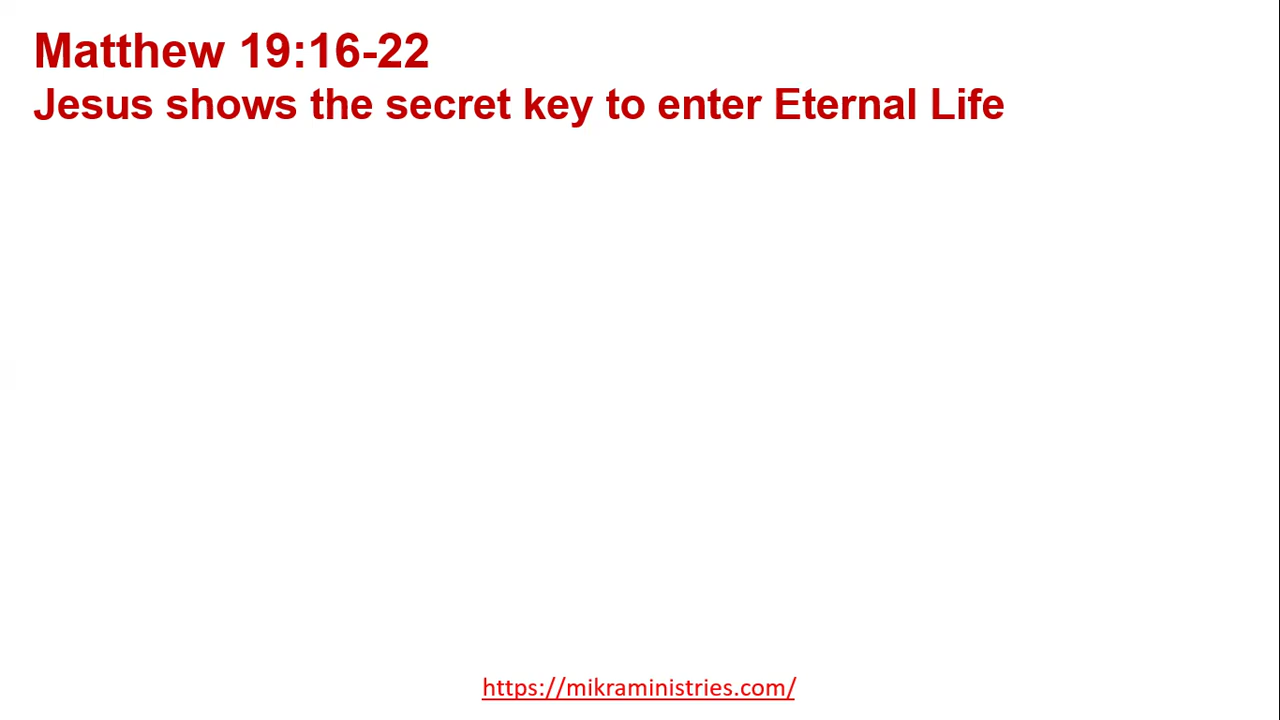 Matthew 19:16-22
Jesus shows the secret key to enter Eternal Life
https://mikraministries.com/